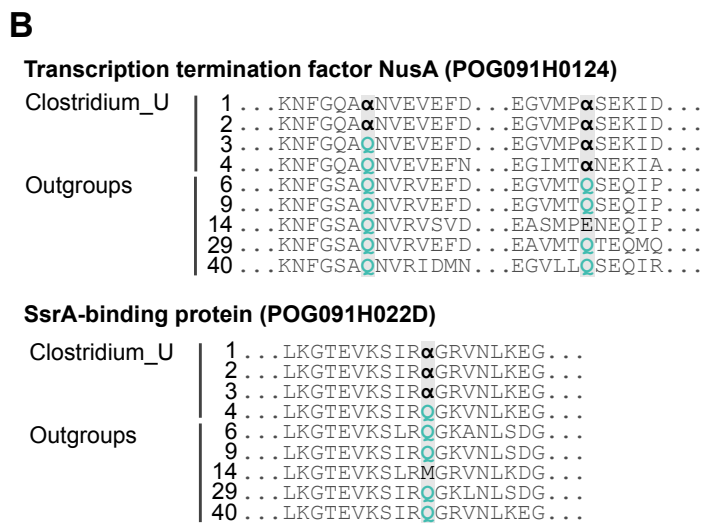 B
Transcription termination factor NusA (POG091H0124)
Clostridium_U
1 ...KNFGQAαNVEVEFD...EGVMPαSEKID...
2 ...KNFGQAαNVEVEFD...EGVMPαSEKID...
3 ...KNFGQAQNVEVEFD...EGVMPαSEKID...
4 ...KNFGQAQNVEVEFN...EGIMTαNEKIA...
Outgroups
6 ...KNFGSAQNVRVEFD...EGVMTQSEQIP...
9 ...KNFGSAQNVRVEFD...EGVMTQSEQIP...
14 ...KNFGSAQNVRVSVD...EASMPENEQIP...
29 ...KNFGSAQNVRVEFD...EAVMTQTEQMQ...
40 ...KNFGSAQNVRIDMN...EGVLLQSEQIR...
SsrA-binding protein (POG091H022D)
Clostridium_U
1 ...LKGTEVKSIRαGRVNLKEG...
2 ...LKGTEVKSIRαGRVNLKEG...
3 ...LKGTEVKSIRαGRVNLKEG...
4 ...LKGTEVKSIRQGKVNLKEG...
Outgroups
6 ...LKGTEVKSLRQGKANLSDG...
9 ...LKGTEVKSIRQGKVNLSDG...
14 ...LKGTEVKSLRMGRVNLKDG...
29 ...LKGTEVKSIRQGKLNLSDG...
40 ...LKGTEVKSIRQGRVNLKEG...